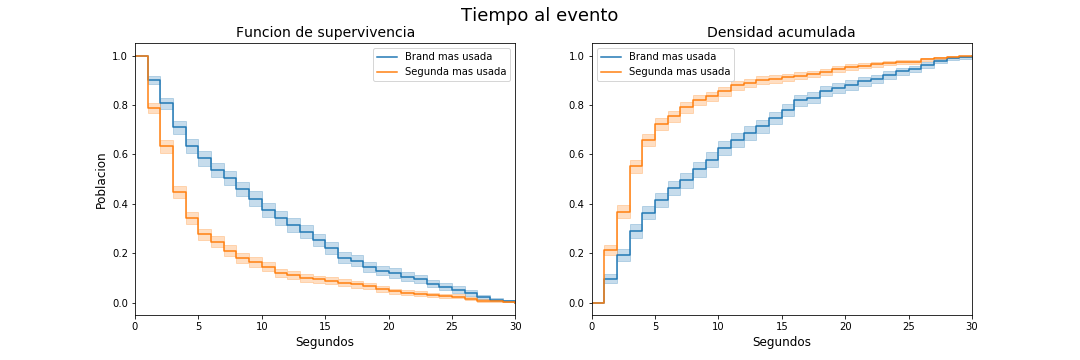 Tiempo al evento
Funcion de supervivencia
Densidad acumulada
Brand mas usada
Segunda mas usada
Brand mas usada
Segunda mas usada
Poblacion
1.0
0.8
0.6
0.4
0.2
0.0
0 5 10 15 20 25 30
Segundos
1.0
0.8
0.6
0.4
0.2
0.0
0 5 10 15 20 25 30
Segundos